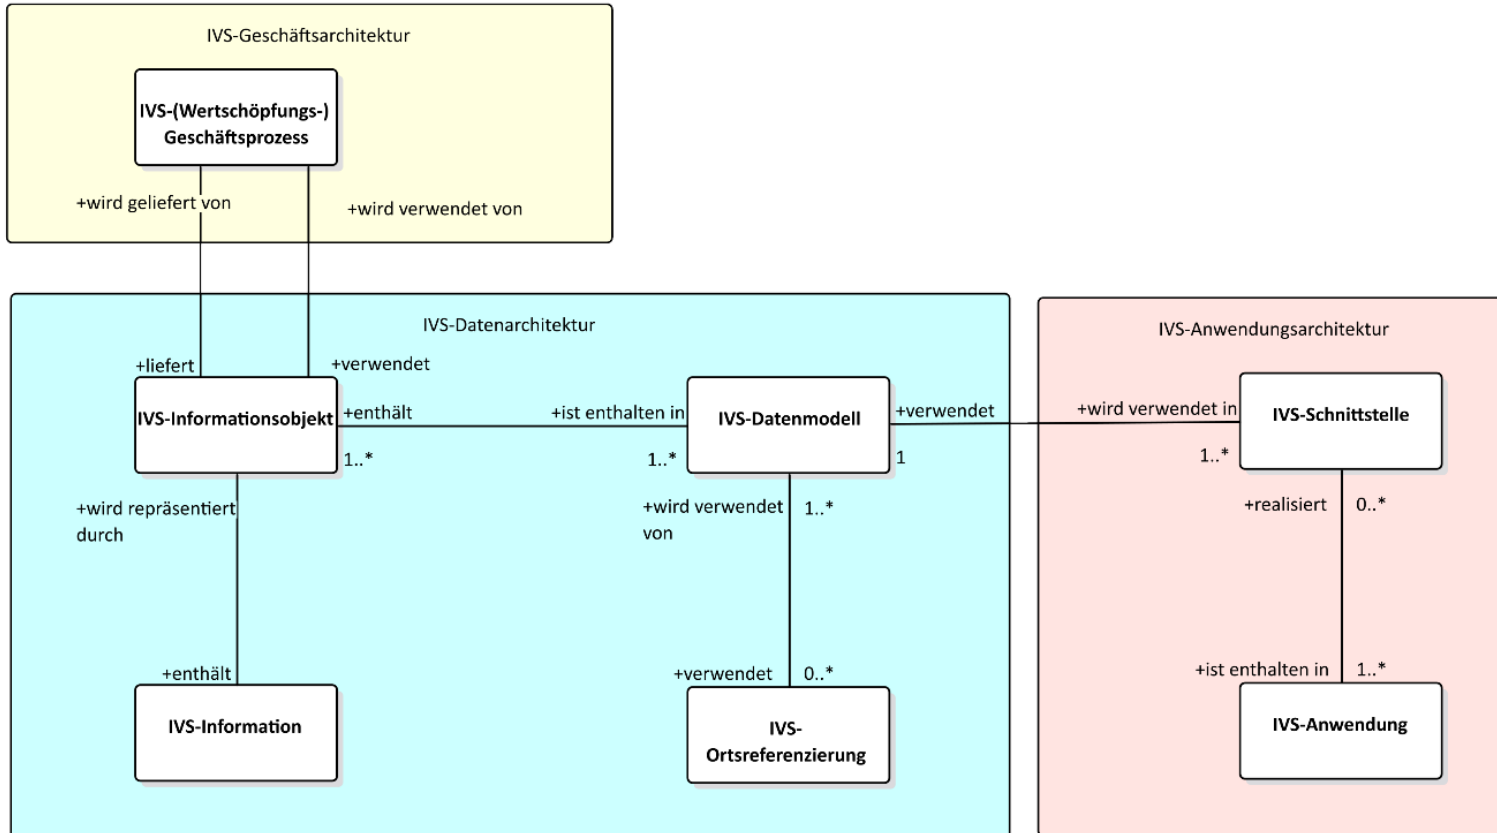 IVS-Geschäftsarchitektur
IVS-(Wertschöpfungs-)
Geschäftsprozess
+wird geliefert von
+wird verwendet von
IVS-Datenarchitektur
IVS-Anwendungsarchitektur
+liefert
+verwendet
IVS-Informationsobjekt
+enthält
+ist enthalten in
IVS-Datenmodell
+verwendet
+wird verwendet in
IVS-Schnittstelle
1..*
1..*
1
1..*
+wird repräsentiert
durch
+wird verwendet
von
1..*
+realisiert
0..*
+enthält
+verwendet
0..*
+ist enthalten in
1..*
IVS-Information
IVS-
Ortsreferenzierung
IVS-Anwendung